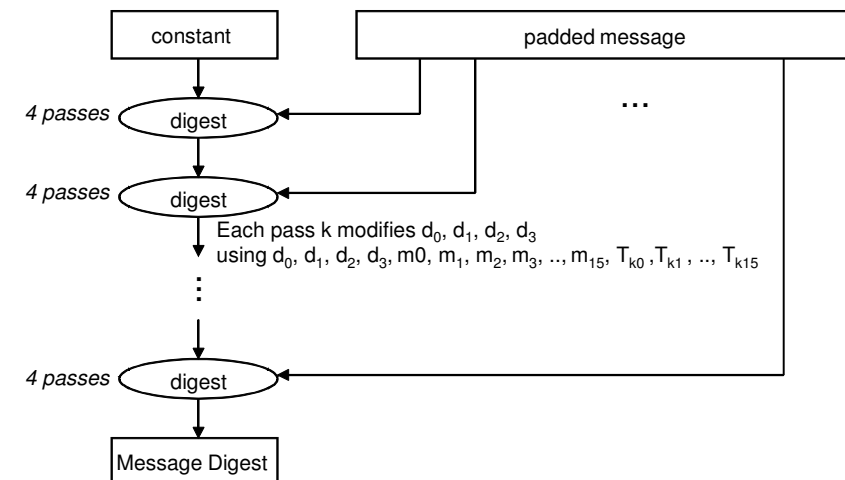 constant
padded message
...
4 passes
digest
4 passes
digest
Each pass k modifies d₀, d₁, d₂, d₃
using d₀, d₁, d₂, d₃, m0, m₁, m₂, m₃, .., m₁₅, Tₖ₀ ,Tₖ₁ , .., Tₖ₁₅
...
4 passes
digest
Message Digest